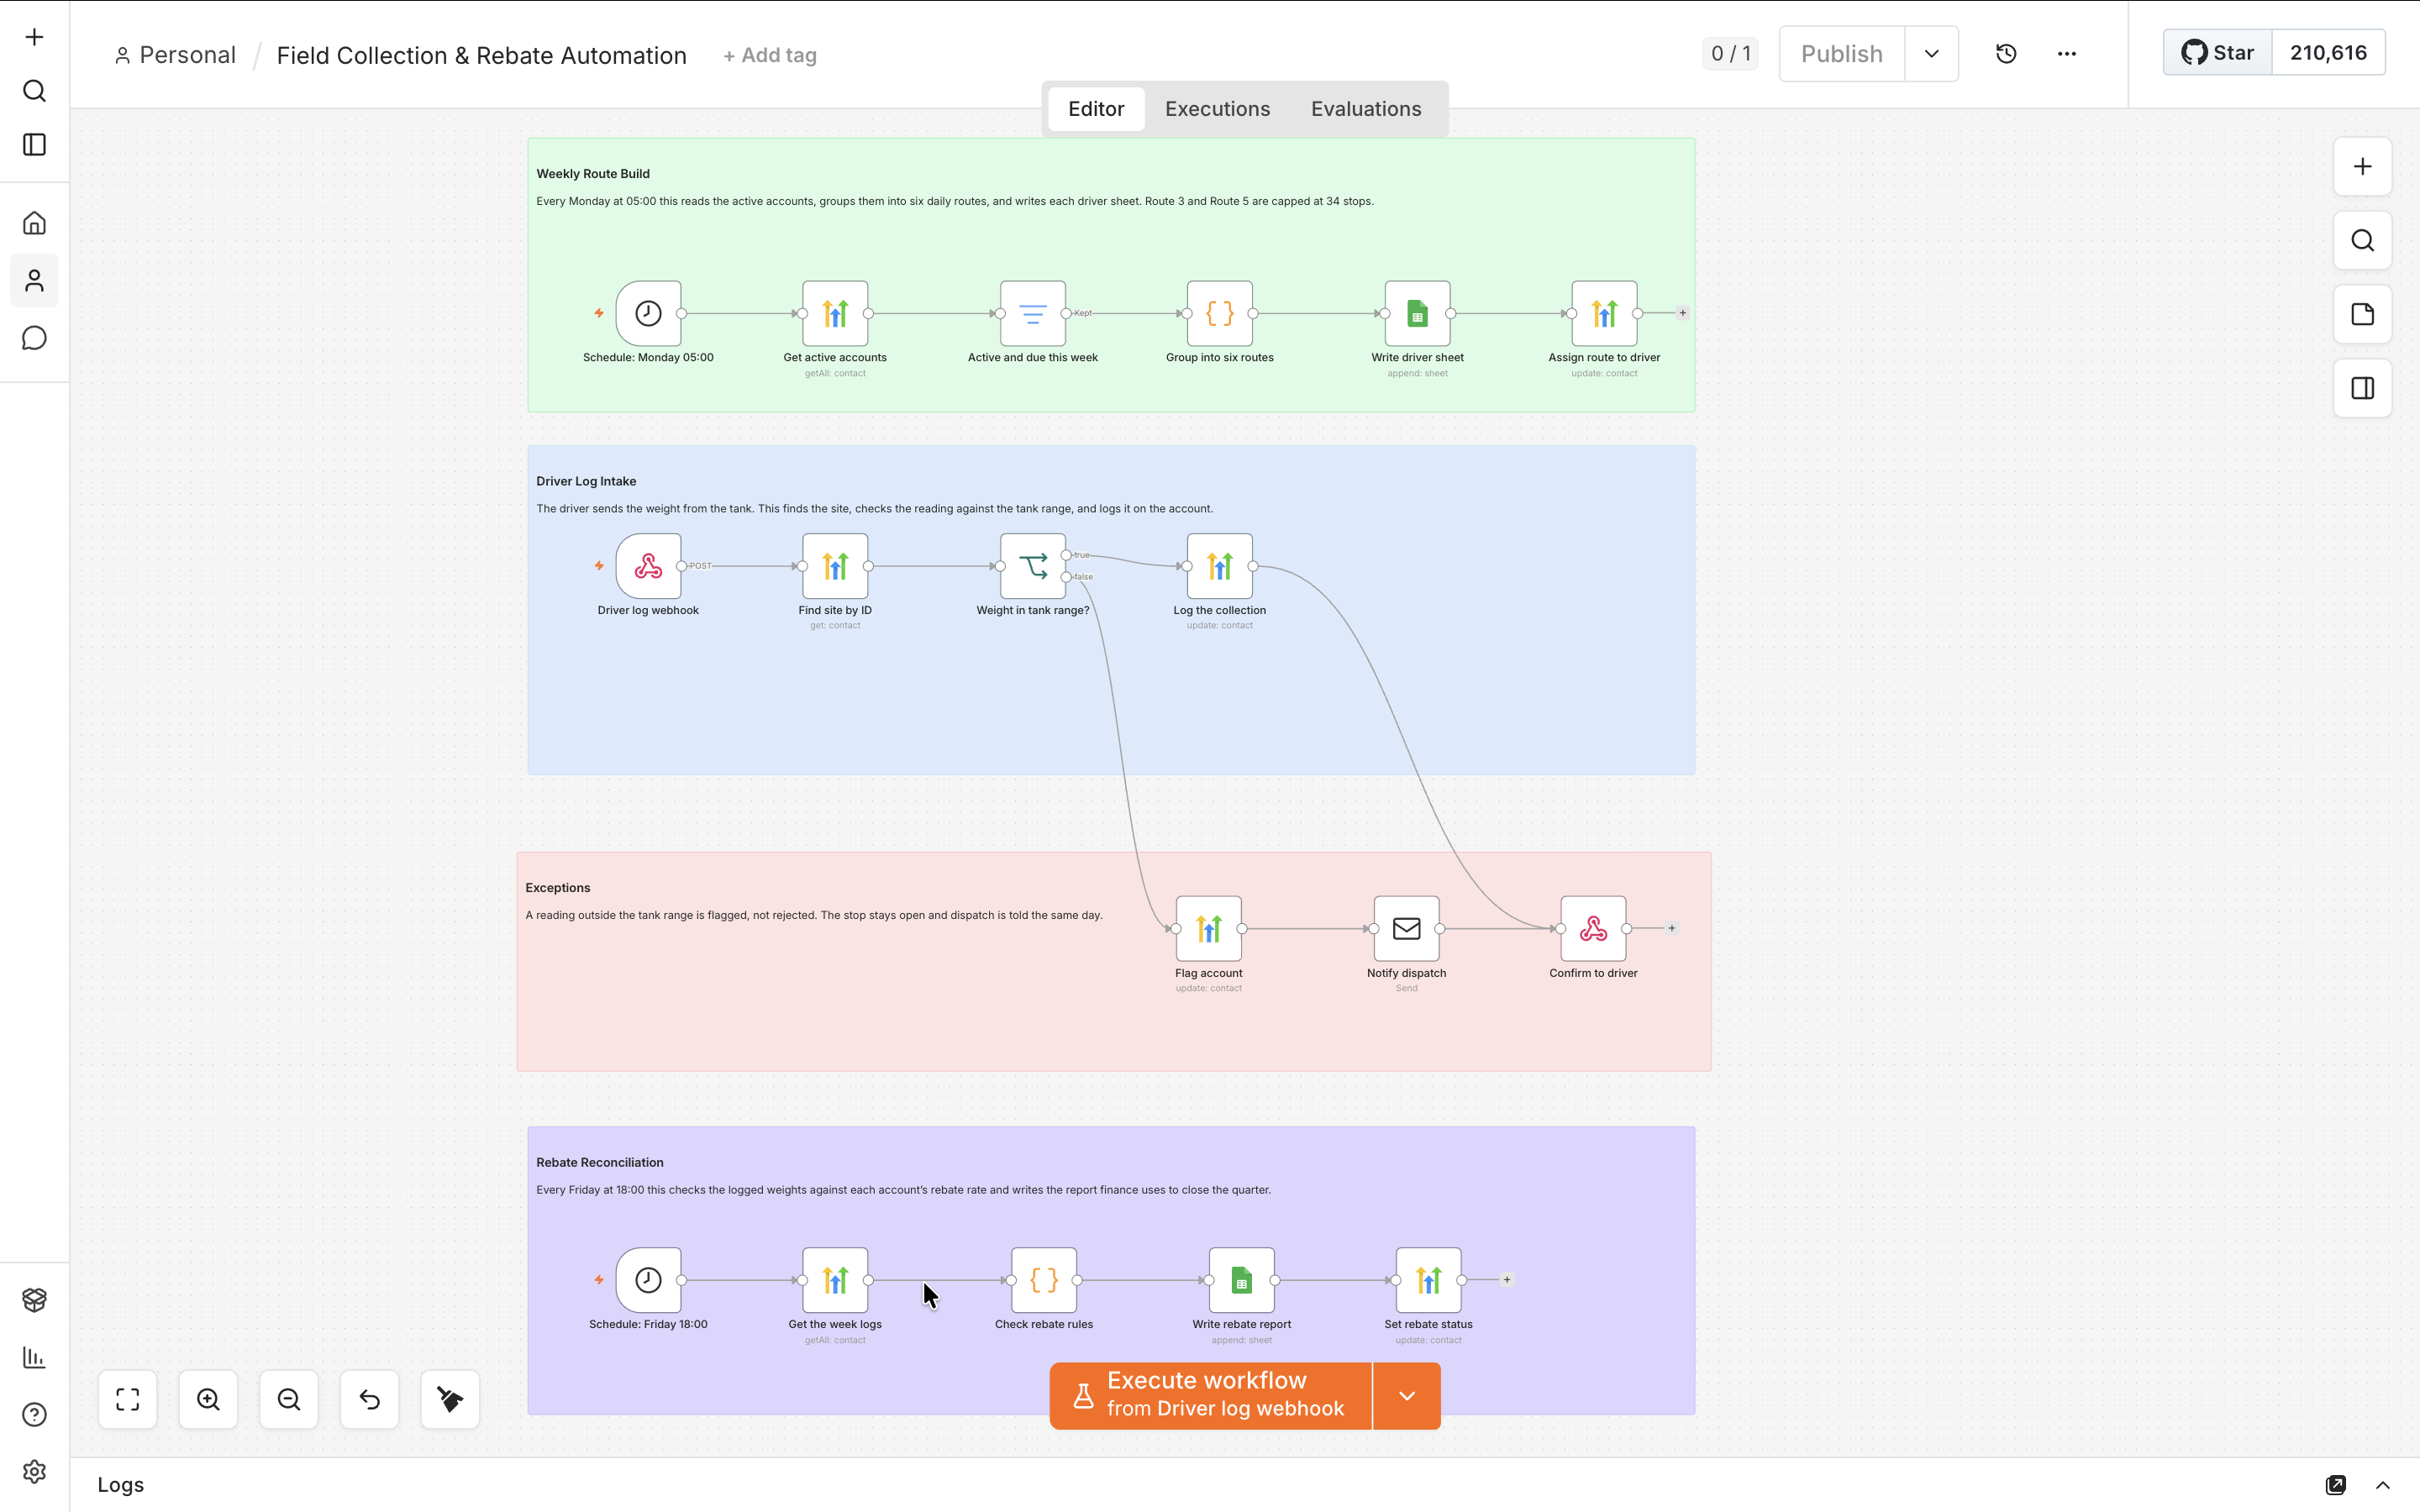 Personal / Field Collection & Rebate Automation + Add tag 0 / 1 Publish Star 210,616
Editor Executions Evaluations
Weekly Route Build
Every Monday at 05:00 this reads the active accounts, groups them into six daily routes, and writes each driver sheet. Route 3 and Route 5 are capped at 34 stops.
Kept
Schedule: Monday 05:00 Get active accounts Active and due this week Group into six routes Write driver sheet Assign route to driver
getAll: contact append: sheet update: contact
Driver Log Intake
The driver sends the weight from the tank. This finds the site, checks the reading against the tank range, and logs it on the account.
true
POST
false
Driver log webhook Find site by ID Weight in tank range? Log the collection
get: contact update: contact
Exceptions
A reading outside the tank range is flagged, not rejected. The stop stays open and dispatch is told the same day.
Flag account Notify dispatch Confirm to driver
update: contact Send
Rebate Reconciliation
Every Friday at 18:00 this checks the logged weights against each account’s rebate rate and writes the report finance uses to close the quarter.
Schedule: Friday 18:00 Get the week logs Check rebate rules Write rebate report Set rebate status
getAll: contact append: sheet update: contact
Execute workflow
from Driver log webhook
Logs